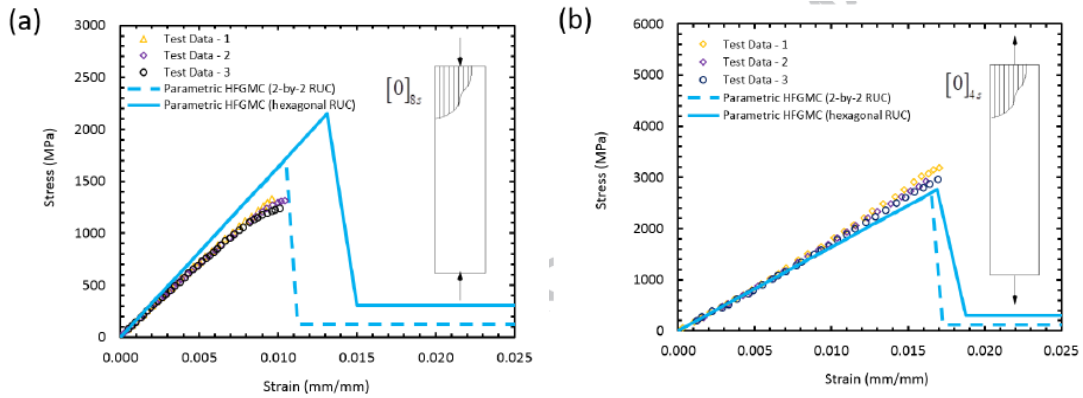 (a)
3000
2500
2000
1500
1000
500
0
Stress (MPa)
Test Data - 1
Test Data - 2
Test Data - 3
Parametric HFGMC (2-by-2 RUC)
Parametric HFGMC (hexagonal RUC)
[0]8s
0.000 0.005 0.010 0.015 0.020 0.025
Strain (mm/mm)
(b)
6000
5000
4000
3000
2000
1000
0
Stress (MPa)
Test Data - 1
Test Data - 2
Test Data - 3
Parametric HFGMC (2-by-2 RUC)
Parametric HFGMC (hexagonal RUC)
[0]4s
0.000 0.005 0.010 0.015 0.020 0.025
Strain (mm/mm)